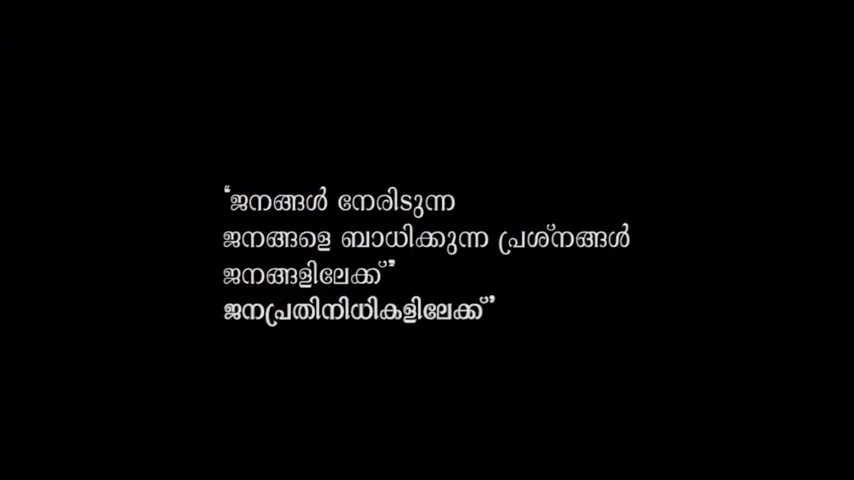 “ജനങ്ങൾ നേരിടുന്ന
ജനങ്ങളെ ബാധിക്കുന്ന പ്രശ്നങ്ങൾ
ജനങ്ങളിലേക്ക്”
ജനപ്രതിനിധികളിലേക്ക്’